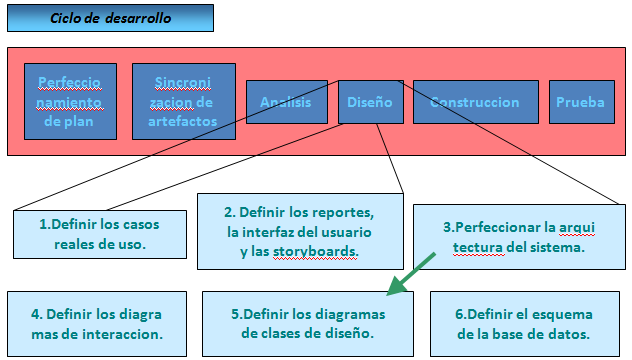 Ciclo de desarrollo
Perfeccio
namiento
de plan
Sincroni
zacion de
artefactos
Analisis
Diseño
Construccion
Prueba
1.Definir los casos
reales de uso.
2. Definir los reportes,
la interfaz del usuario
y las storyboards.
3.Perfeccionar la arqui
tectura del sistema.
4. Definir los diagra
mas de interaccion.
5.Definir los diagramas
de clases de diseño.
6.Definir el esquema
de la base de datos.